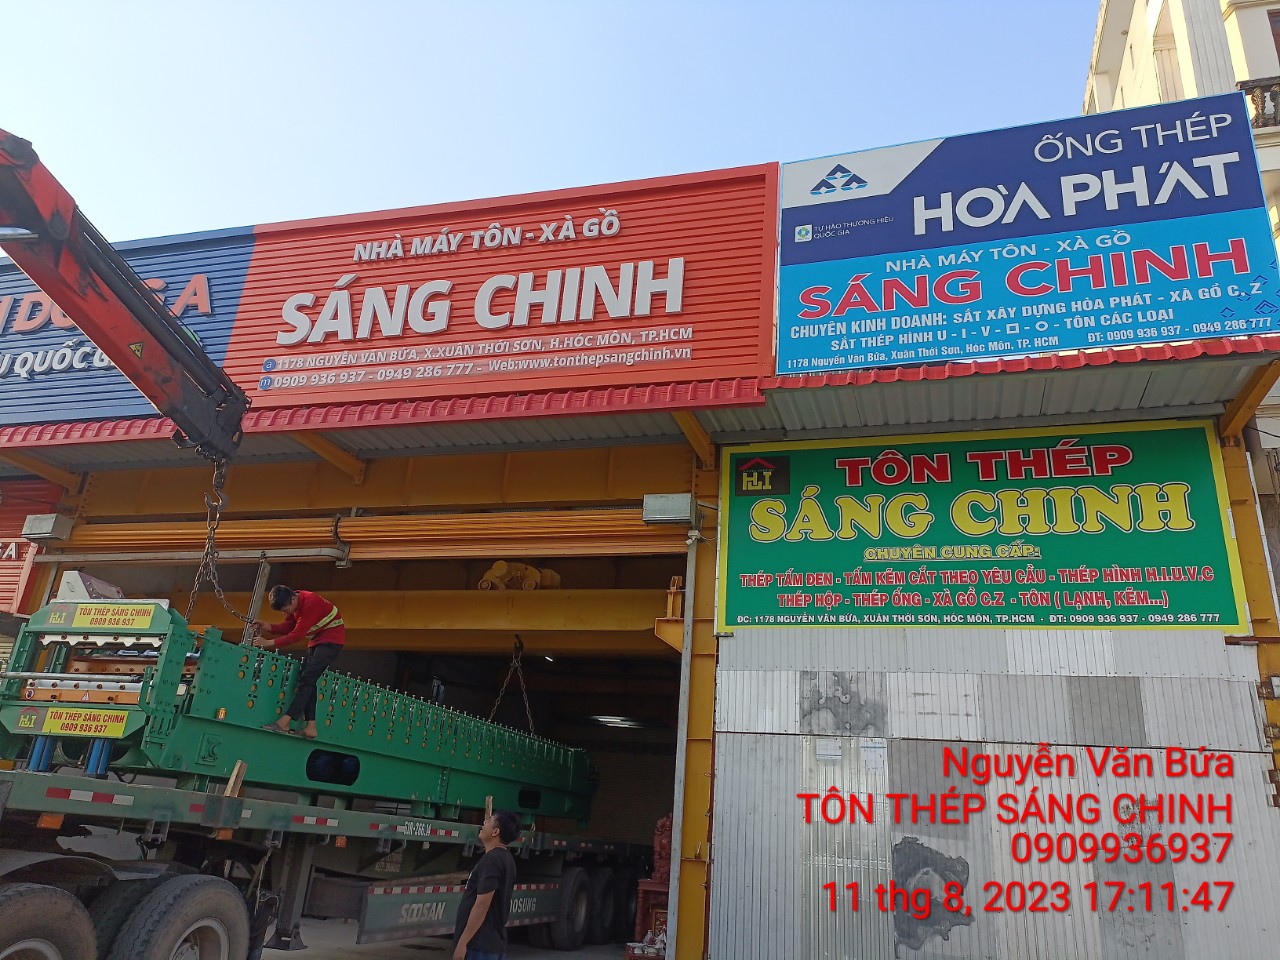 NHÀ MÁY TÔN - XÀ GỒ
SÁNG CHINH
1178 NGUYỄN VĂN BỨA, X.XUÂN THỚI SƠN, H.HÓC MÔN, TP.HCM
0909 936 937 - 0949 286 777 - Web:www.tonthepsangchinh.vn
ỐNG THÉP
HOÀ PHÁT
TỰ HÀO THƯƠNG HIỆU
QUỐC GIA
NHÀ MÁY TÔN - XÀ GỒ
SÁNG CHINH
CHUYÊN KINH DOANH: SẮT XÂY DỰNG HÒA PHÁT - XÀ GỒ C, Z
SẮT THÉP HÌNH U - I - V - □ - O - TÔN CÁC LOẠI
1178 Nguyễn Văn Bứa, Xuân Thới Sơn, Hóc Môn, TP. HCM ĐT: 0909 936 937 - 0949 286 777
TÔN THÉP
SÁNG CHINH
CHUYÊN CUNG CẤP:
THÉP TẤM ĐEN - TẤM KẼM CẮT THEO YÊU CẦU - THÉP HÌNH H.I.U.V.C
THÉP HỘP - THÉP ỐNG - XÀ GỒ C.Z - TÔN ( LẠNH, KẼM...)
ĐC: 1178 NGUYỄN VĂN BỨA, XUÂN THỚI SƠN, HÓC MÔN, TP.HCM - ĐT: 0909 936 937 - 0949 286 777
QUỐC
TÔN THÉP SÁNG CHINH
0909 936 937
TÔN THÉP SÁNG CHINH
0909 936 937
SOOSAN
DOSUNG
Nguyễn Văn Bứa
TÔN THÉP SÁNG CHINH
0909936937
11 thg 8, 2023 17:11:47